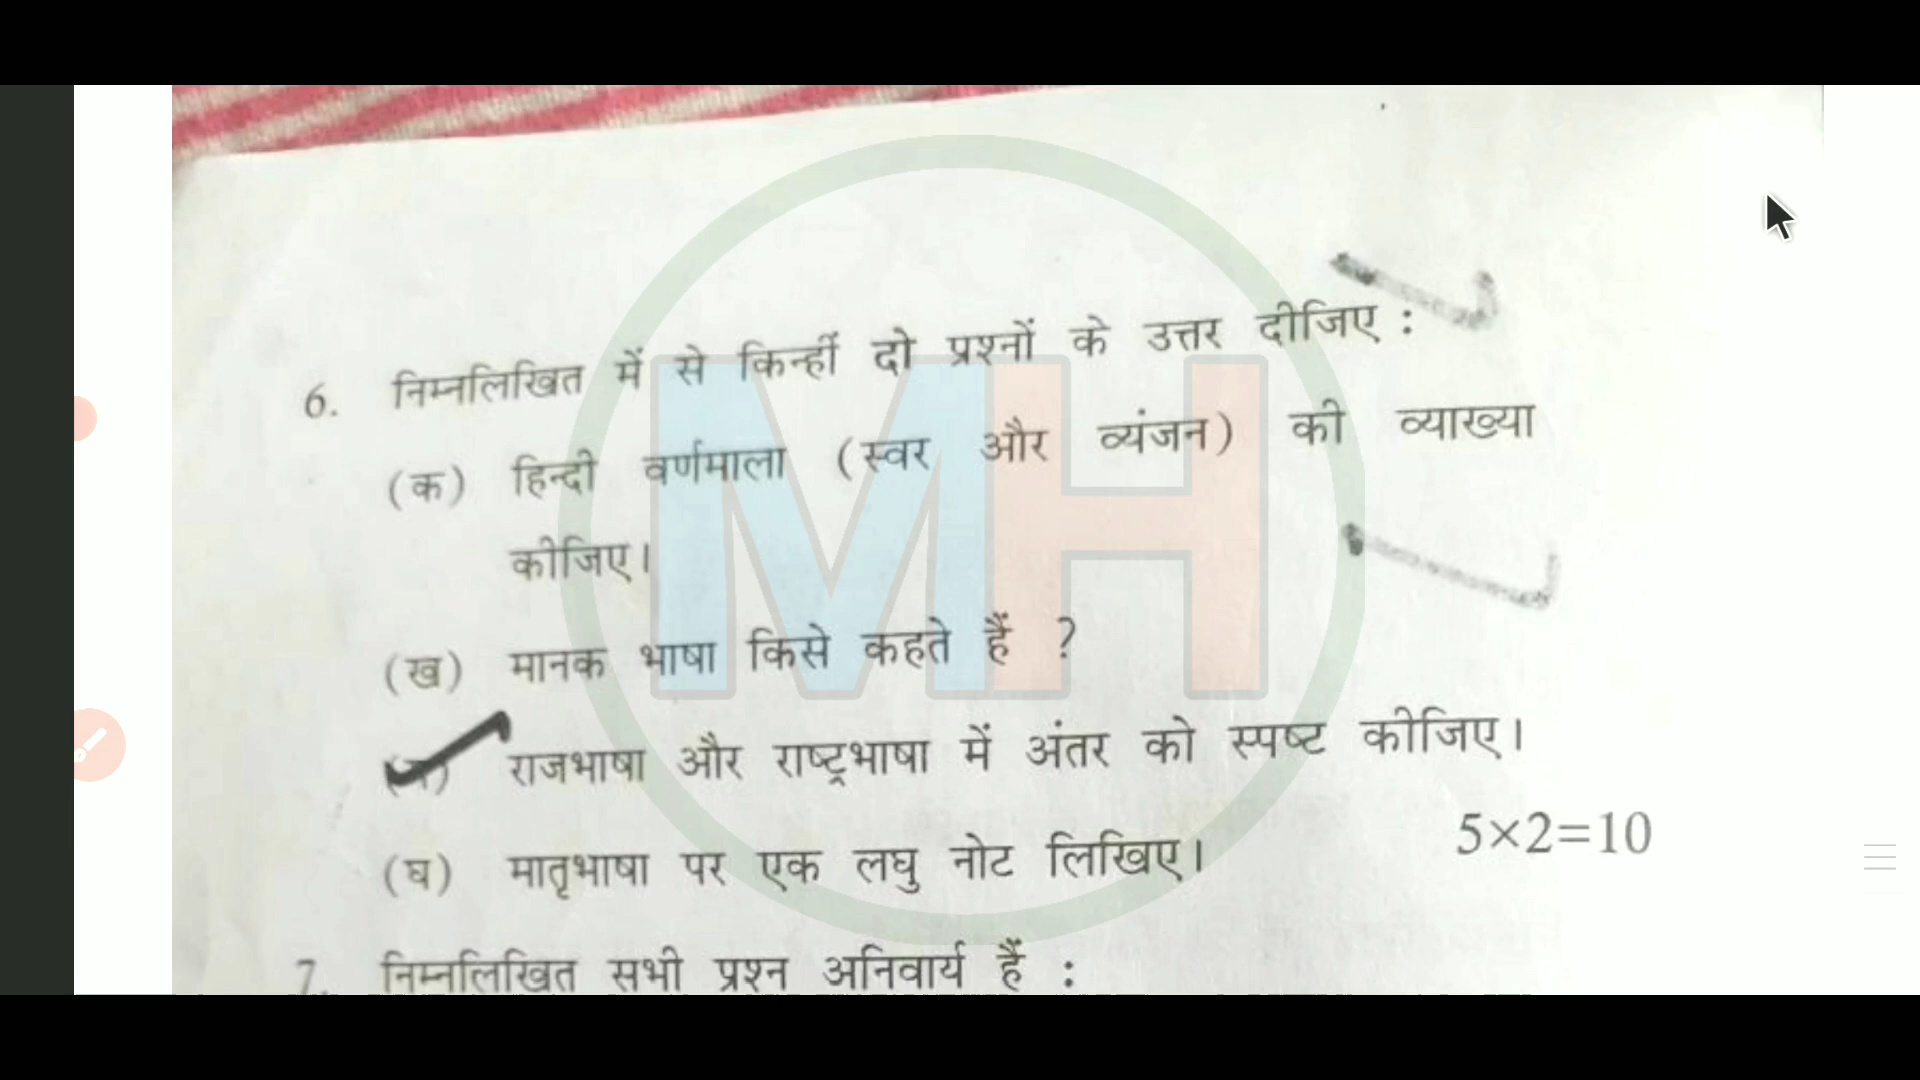 6. निम्नलिखित में से किन्हीं दो प्रश्नों के उत्तर दीजिए :
(क) हिन्दी वर्णमाला (स्वर और व्यंजन) की व्याख्या
कीजिए।
(ख) मानक भाषा किसे कहते हैं ?
राजभाषा और राष्ट्रभाषा में अंतर को स्पष्ट कीजिए।
5×2=10
(घ) मातृभाषा पर एक लघु नोट लिखिए।
7. निम्नलिखित सभी प्रश्न अनिवार्य हैं :
MH